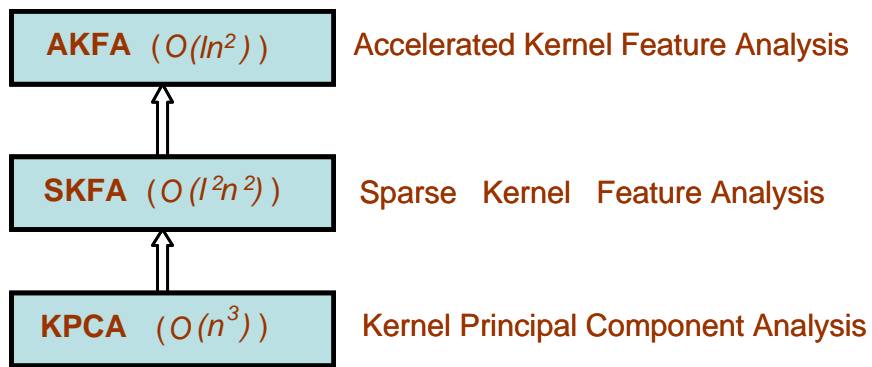 AKFA (O(ln²)) Accelerated Kernel Feature Analysis
SKFA (O(l²n²)) Sparse Kernel Feature Analysis
KPCA (O(n³)) Kernel Principal Component Analysis